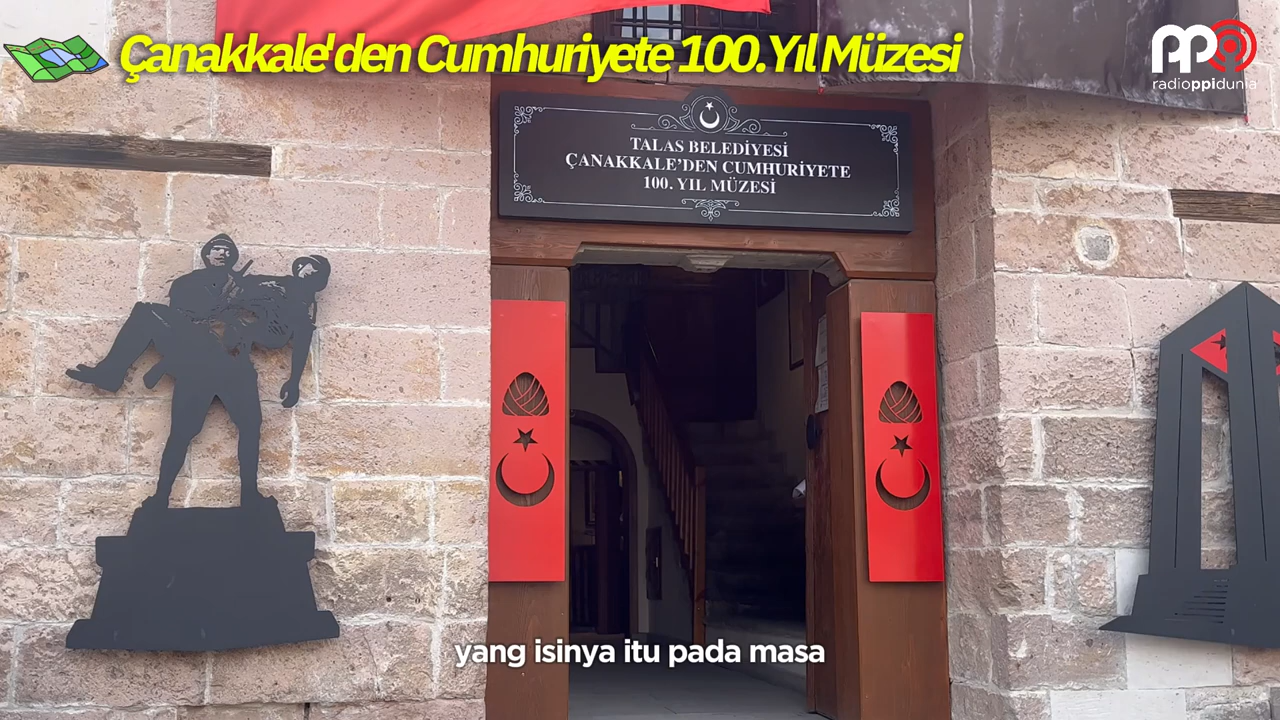 Çanakkale'den Cumhuriyete 100.Yıl Müzesi
radioppidunia
TALAS BELEDİYESİ
ÇANAKKALE'DEN CUMHURİYETE
100. YIL MÜZESİ
yang isinya itu pada masa